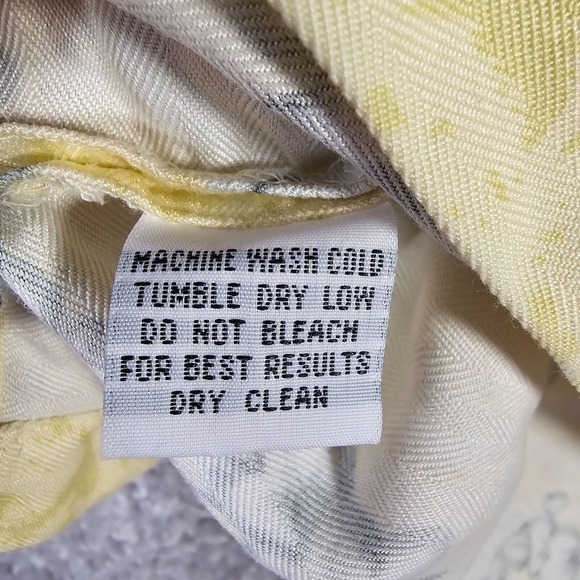 MACHINE WASH COLD
TUMBLE DRY LOW
DO NOT BLEACH
FOR BEST RESULTS
DRY CLEAN